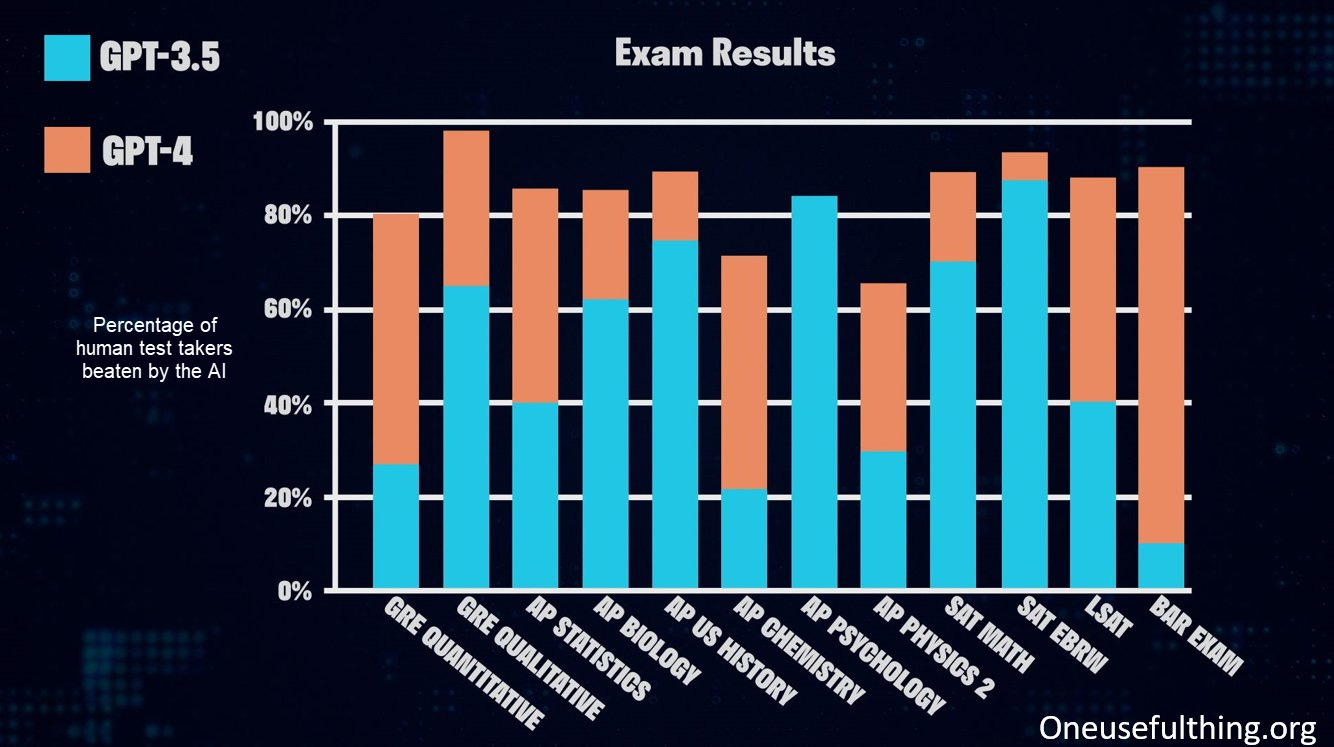 GPT-3.5
GPT-4
Exam Results
100%
80%
60%
40%
20%
0%
Percentage of
human test takers
beaten by the AI
GRE QUANTITATIVE
GRE QUALITATIVE
AP STATISTICS
AP BIOLOGY
AP US HISTORY
AP CHEMISTRY
AP PSYCHOLOGY
AP PHYSICS 2
SAT MATH
SAT EBRW
LSAT
BAR EXAM
Oneusefulthing.org